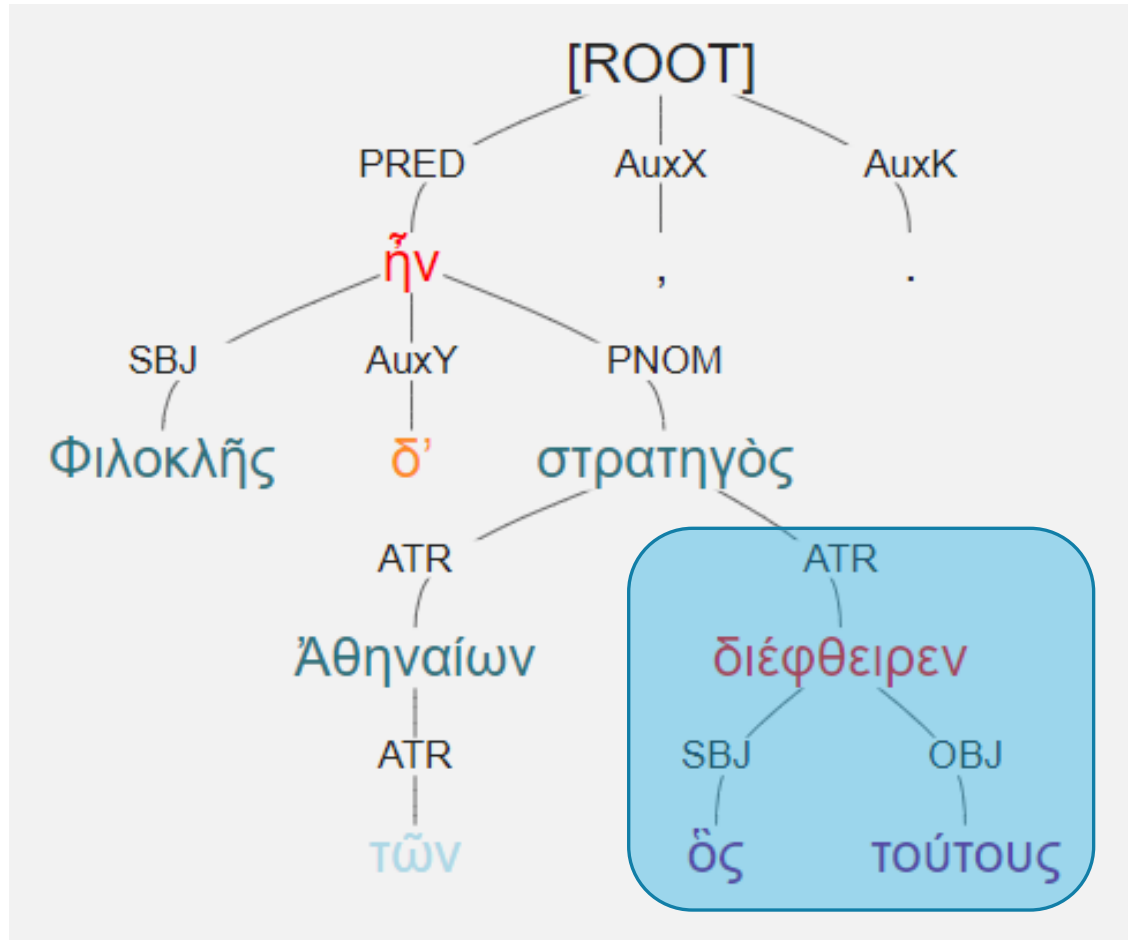 [ROOT]
PRED AuxX AuxK
ἦν , .
SBJ AuxY PNOM
Φιλοκλῆς δ’ στρατηγὸς
ATR ATR
Ἀθηναίων διέφθειρεν
ATR SBJ OBJ
τῶν ὃς τούτους